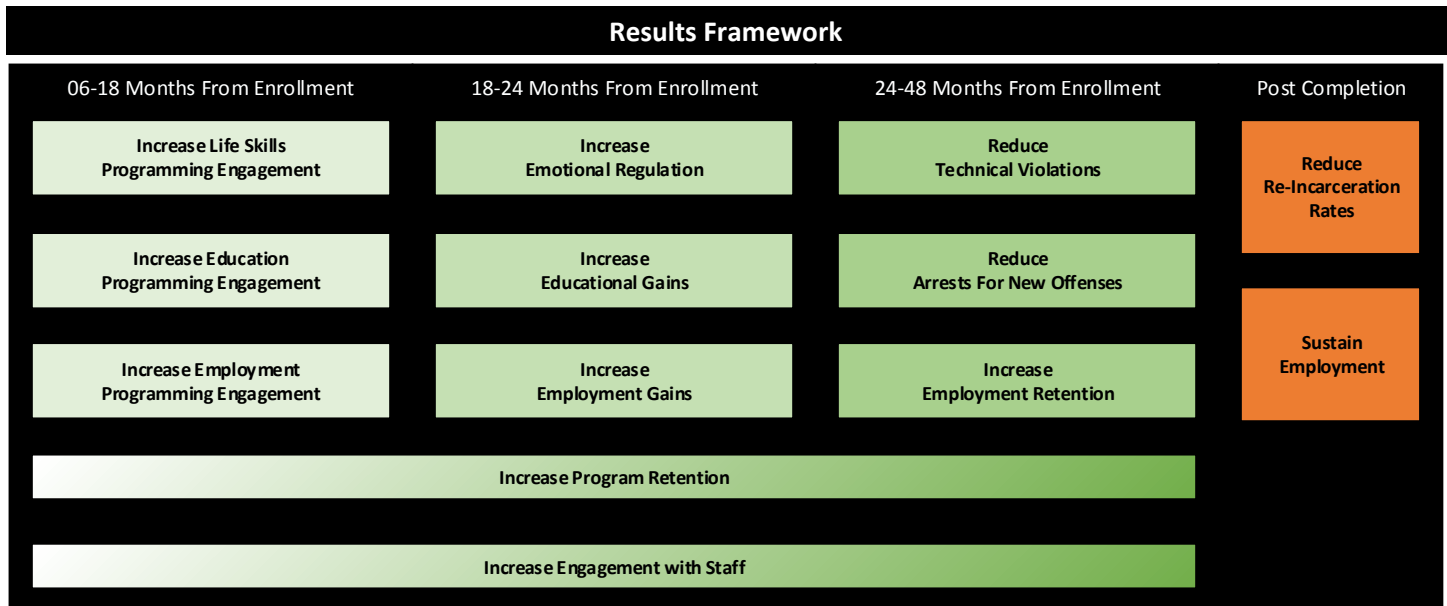 Results Framework
06-18 Months From Enrollment
18-24 Months From Enrollment
24-48 Months From Enrollment
Post Completion
Increase Life Skills
Programming Engagement
Increase
Emotional Regulation
Reduce
Technical Violations
Reduce
Re-Incarceration
Rates
Increase Education
Programming Engagement
Increase
Educational Gains
Reduce
Arrests For New Offenses
Sustain
Employment
Increase Employment
Programming Engagement
Increase
Employment Gains
Increase
Employment Retention
Increase Program Retention
Increase Engagement with Staff